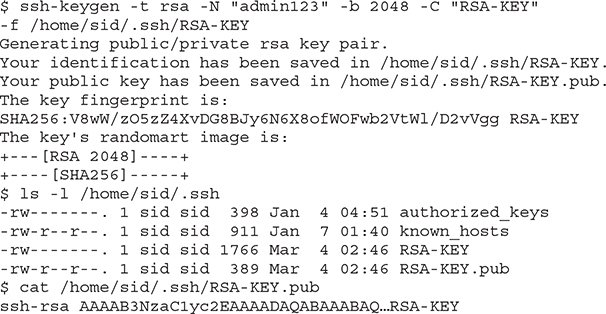 $ ssh-keygen -t rsa -N "admin123" -b 2048 -C "RSA-KEY"
-f /home/sid/.ssh/RSA-KEY
Generating public/private rsa key pair.
Your identification has been saved in /home/sid/.ssh/RSA-KEY.
Your public key has been saved in /home/sid/.ssh/RSA-KEY.pub.
The key fingerprint is:
SHA256:V8wW/zO5zZ4XvDG8BJy6N6X8ofWOFwb2VtWl/D2vVgg RSA-KEY
The key's randomart image is:
+---[RSA 2048]----+
+----[SHA256]-----+
$ ls -l /home/sid/.ssh
-rw-------. 1 sid sid  398 Jan  4 04:51 authorized_keys
-rw-r--r--. 1 sid sid  911 Jan  7 01:40 known_hosts
-rw-------. 1 sid sid 1766 Mar  4 02:46 RSA-KEY
-rw-r--r--. 1 sid sid  389 Mar  4 02:46 RSA-KEY.pub
$ cat /home/sid/.ssh/RSA-KEY.pub
ssh-rsa AAAAB3NzaC1yc2EAAAADAQABAAABAQ…RSA-KEY